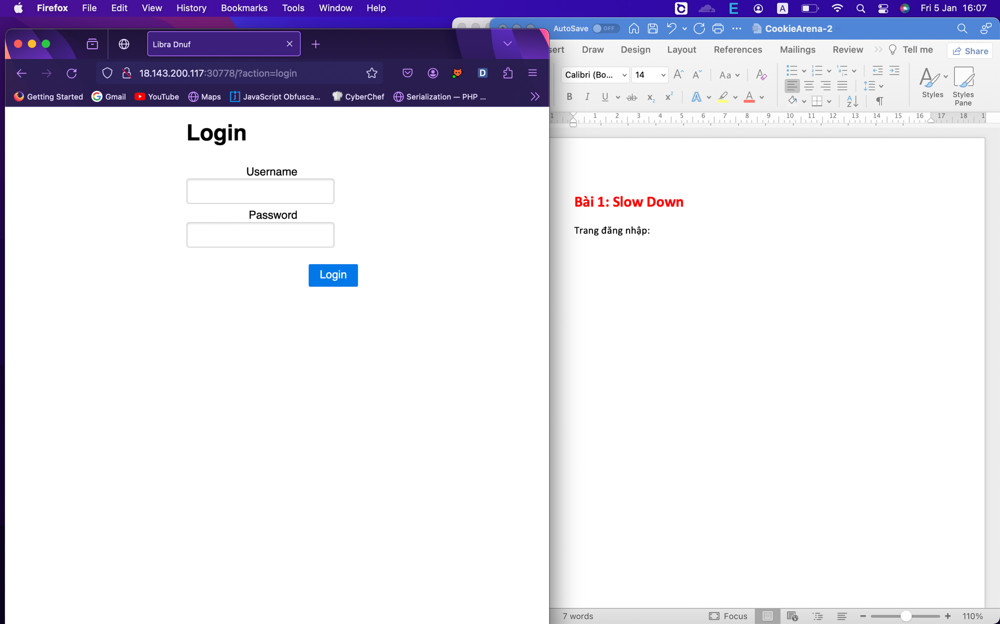 Firefox File Edit View History Bookmarks Tools Window Help
E A Fri 5 Jan 16:07
Libra Dnuf
18.143.200.117:30778/?action=login
D
Getting Started Gmail YouTube Maps JavaScript Obfusca... CyberChef Serialization — PHP ...
Login
Username
Password
Login
AutoSave OFF CookieArena-2
sert Draw Design Layout References Mailings Review Tell me Share
Calibri (Bo... 14 Aa
B I U ab x2 x2 A A
Styles Styles Pane
1 1 2 3 4 5 6 7 8 9 10 11 12 13 14 15 16 17 18 1
Bài 1: Slow Down
Trang đăng nhập:
7 words Focus 110%